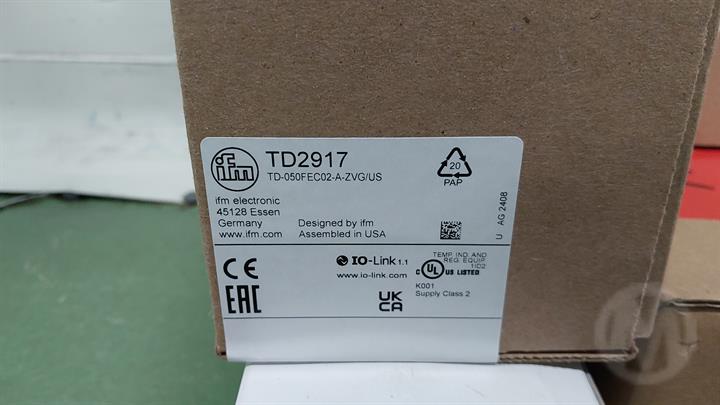 ifm
TD2917
TD-050FEC02-A-ZVG/US
20
PAP
ifm electronic
45128 Essen
Germany
www.ifm.com
Designed by ifm
Assembled in USA
U AG 2408
CE
EAC
IO-Link 1.1
www.io-link.com
UK
CA
TEMP. IND. AND
REG. EQUIP.
11D2
C UL US LISTED
K001
Supply Class 2